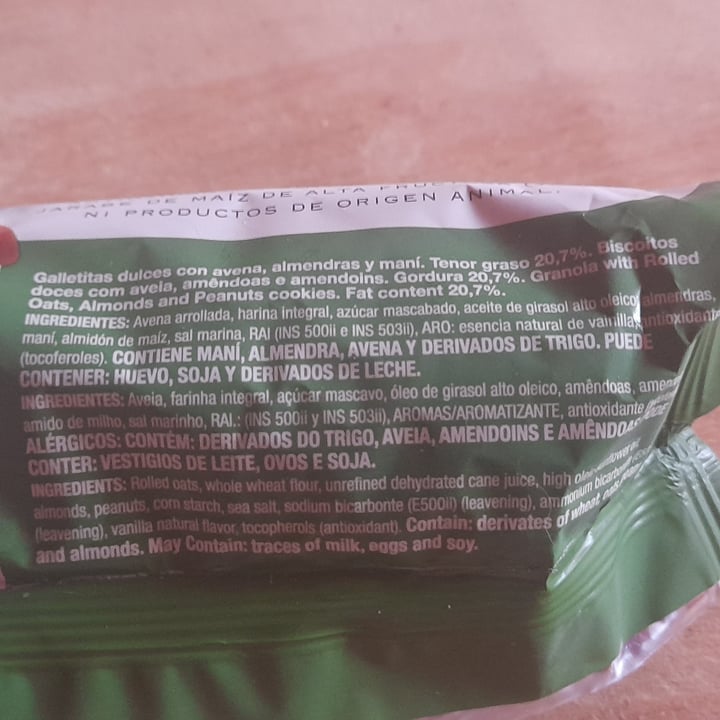 JARABE DE MAIZ DE ALTA
NI PRODUCTOS DE ORIGEN ANIMAL.
Galletitas dulces con avena, almendras y maní. Tenor graso 20,7%. Biscoitos
doces com aveia, amêndoas e amendoins. Gordura 20,7%. Granola with Rolled
Oats, Almonds and Peanuts cookies. Fat content 20,7%.
INGREDIENTES: Avena arrollada, harina integral, azúcar mascabado, aceite de girasol alto oleico, almendras,
maní, almidón de maíz, sal marina, RAI (INS 500ii e INS 503ii), ARO: esencia natural de vainilla, antioxidante
(tocoferoles). CONTIENE MANÍ, ALMENDRA, AVENA Y DERIVADOS DE TRIGO. PUEDE
CONTENER: HUEVO, SOJA Y DERIVADOS DE LECHE.
INGREDIENTES: Aveia, farinha integral, açúcar mascavo, óleo de girasol alto oleico, amêndoas,
amido de milho, sal marinho, RAI.: (INS 500ii y INS 503ii), AROMAS/AROMATIZANTE, antioxidante
ALÉRGICOS: CONTÉM: DERIVADOS DO TRIGO, AVEIA, AMENDOINS E
CONTER: VESTIGIOS DE LEITE, OVOS E SOJA.
INGREDIENTS: Rolled oats, whole wheat flour, unrefined dehydrated cane juice, high oleic
almonds, peanuts, corn starch, sea salt, sodium bicarbonte (E500ii) (leavening), ammonium
(leavening), vanilla natural flavor, tocopherols (antioxidant). Contain: derivates of wheat,
and almonds. May Contain: traces of milk, eggs and soy.